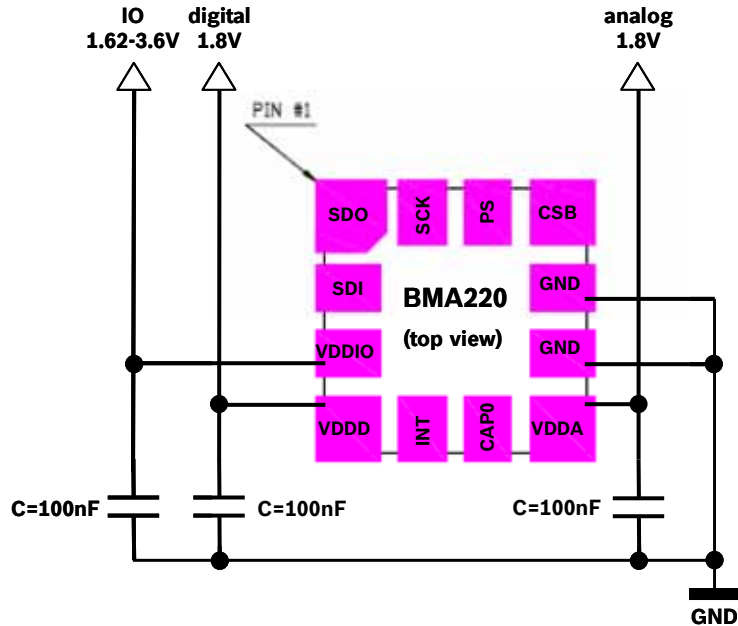 IO
1.62-3.6V
digital
1.8V
analog
1.8V
PIN #1
SDO
SCK
PS
CSB
SDI
BMA220
(top view)
GND
VDDIO
GND
VDDD
INT
CAP0
VDDA
C=100nF
C=100nF
C=100nF
GND